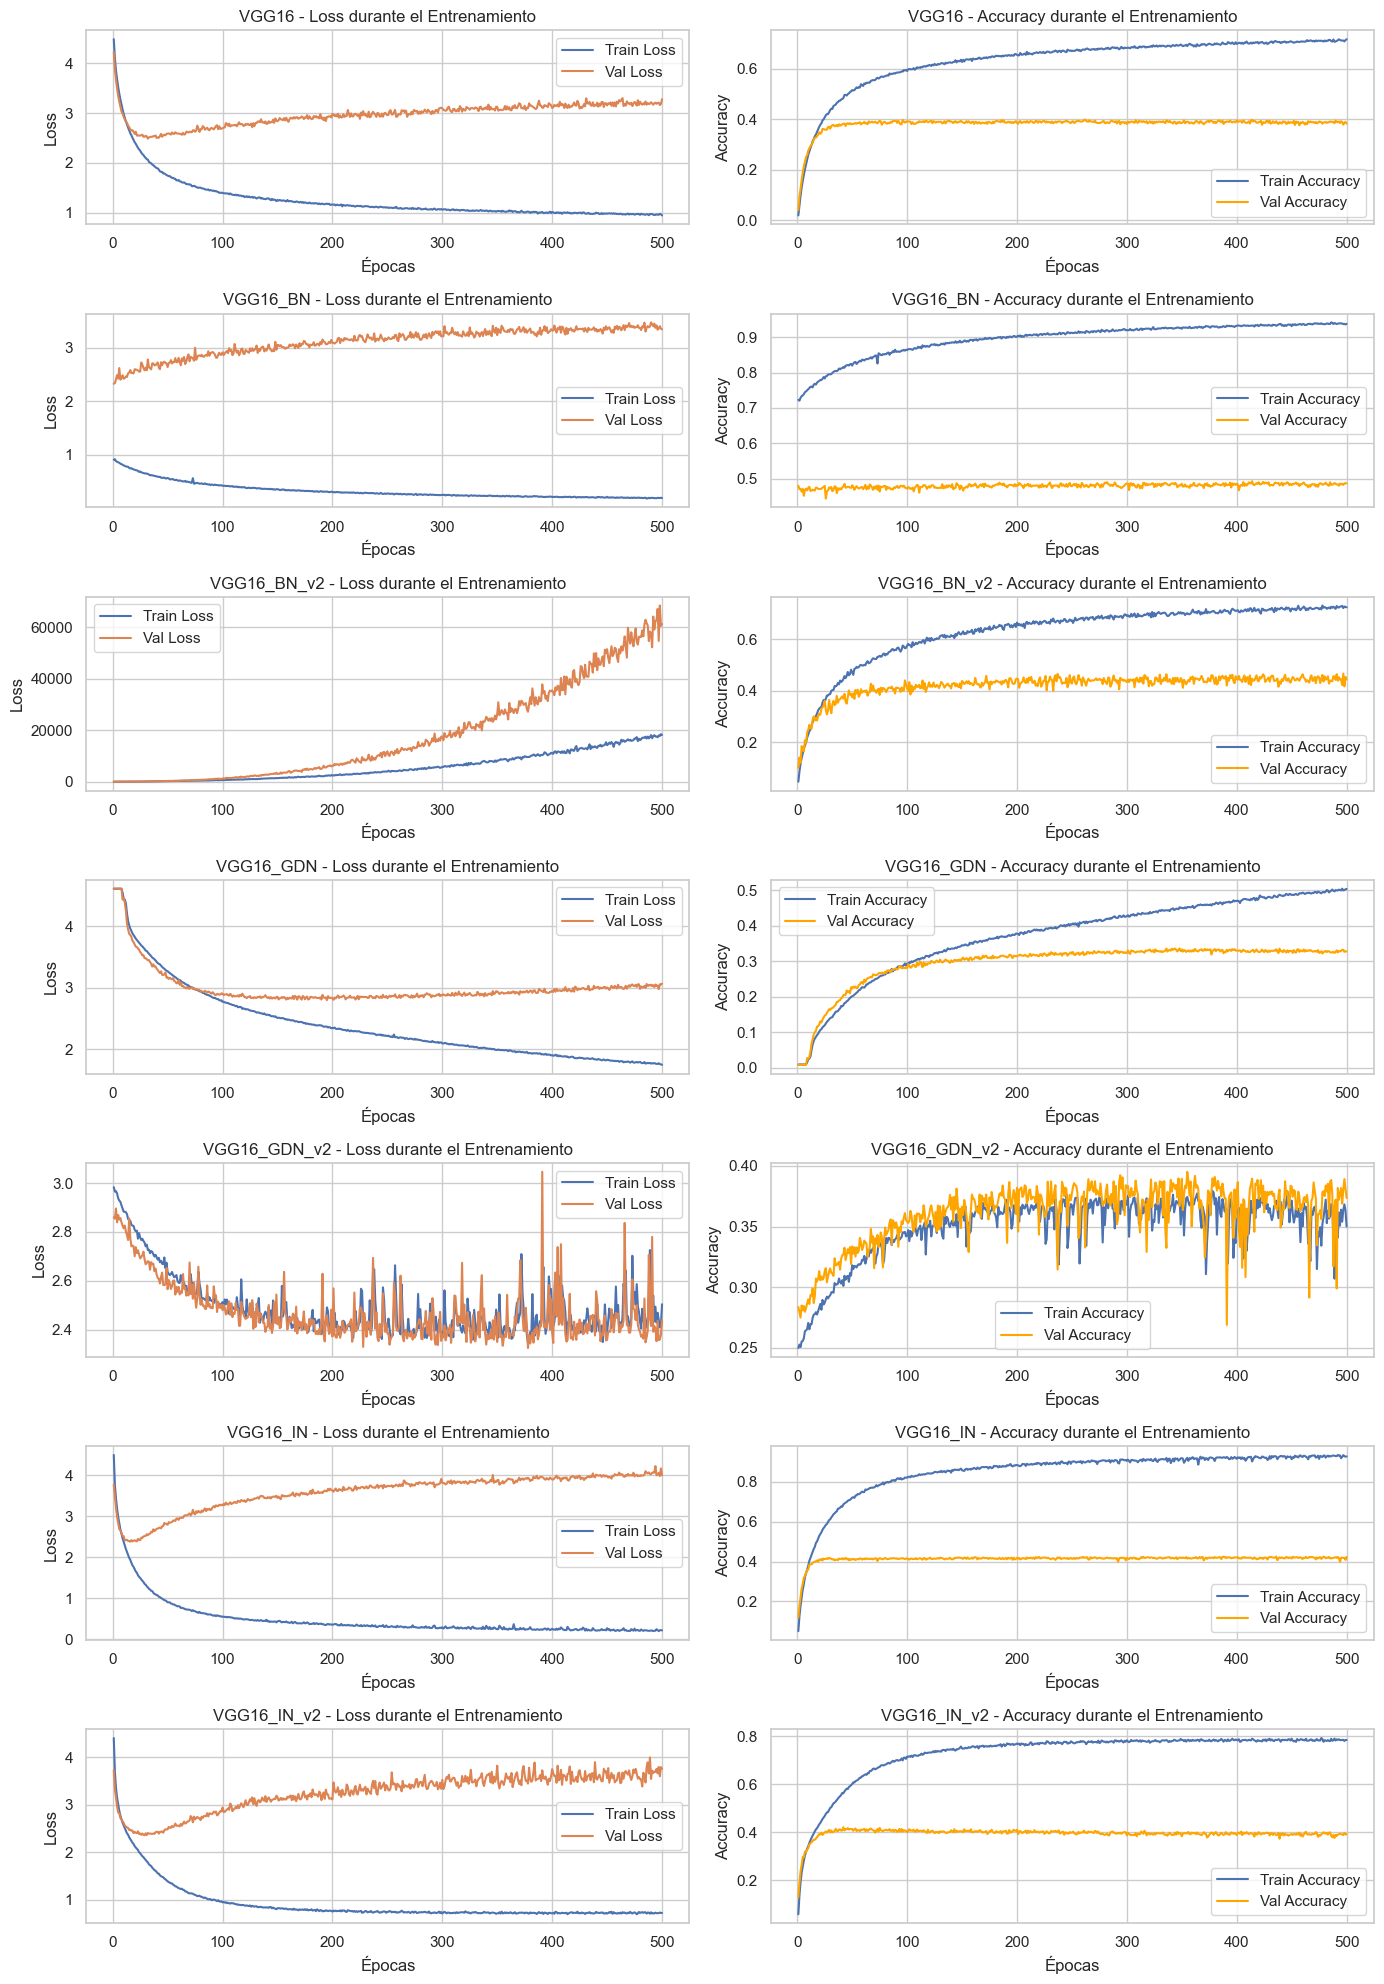 VGG16 - Loss durante el Entrenamiento
Loss
4
3
2
1
Train Loss
Val Loss
0 100 200 300 400 500
Épocas
VGG16 - Accuracy durante el Entrenamiento
Accuracy
0.6
0.4
0.2
0.0
Train Accuracy
Val Accuracy
0 100 200 300 400 500
Épocas
VGG16_BN - Loss durante el Entrenamiento
Loss
3
2
1
Train Loss
Val Loss
0 100 200 300 400 500
Épocas
VGG16_BN - Accuracy durante el Entrenamiento
Accuracy
0.9
0.8
0.7
0.6
0.5
Train Accuracy
Val Accuracy
0 100 200 300 400 500
Épocas
VGG16_BN_v2 - Loss durante el Entrenamiento
Loss
60000
40000
20000
0
Train Loss
Val Loss
0 100 200 300 400 500
Épocas
VGG16_BN_v2 - Accuracy durante el Entrenamiento
Accuracy
0.6
0.4
0.2
Train Accuracy
Val Accuracy
0 100 200 300 400 500
Épocas
VGG16_GDN - Loss durante el Entrenamiento
Loss
4
3
2
Train Loss
Val Loss
0 100 200 300 400 500
Épocas
VGG16_GDN - Accuracy durante el Entrenamiento
Accuracy
0.5
0.4
0.3
0.2
0.1
0.0
Train Accuracy
Val Accuracy
0 100 200 300 400 500
Épocas
VGG16_GDN_v2 - Loss durante el Entrenamiento
Loss
3.0
2.8
2.6
2.4
Train Loss
Val Loss
0 100 200 300 400 500
Épocas
VGG16_GDN_v2 - Accuracy durante el Entrenamiento
Accuracy
0.40
0.35
0.30
0.25
Train Accuracy
Val Accuracy
0 100 200 300 400 500
Épocas
VGG16_IN - Loss durante el Entrenamiento
Loss
4
3
2
1
0
Train Loss
Val Loss
0 100 200 300 400 500
Épocas
VGG16_IN - Accuracy durante el Entrenamiento
Accuracy
0.8
0.6
0.4
0.2
Train Accuracy
Val Accuracy
0 100 200 300 400 500
Épocas
VGG16_IN_v2 - Loss durante el Entrenamiento
Loss
4
3
2
1
Train Loss
Val Loss
0 100 200 300 400 500
Épocas
VGG16_IN_v2 - Accuracy durante el Entrenamiento
Accuracy
0.8
0.6
0.4
0.2
Train Accuracy
Val Accuracy
0 100 200 300 400 500
Épocas